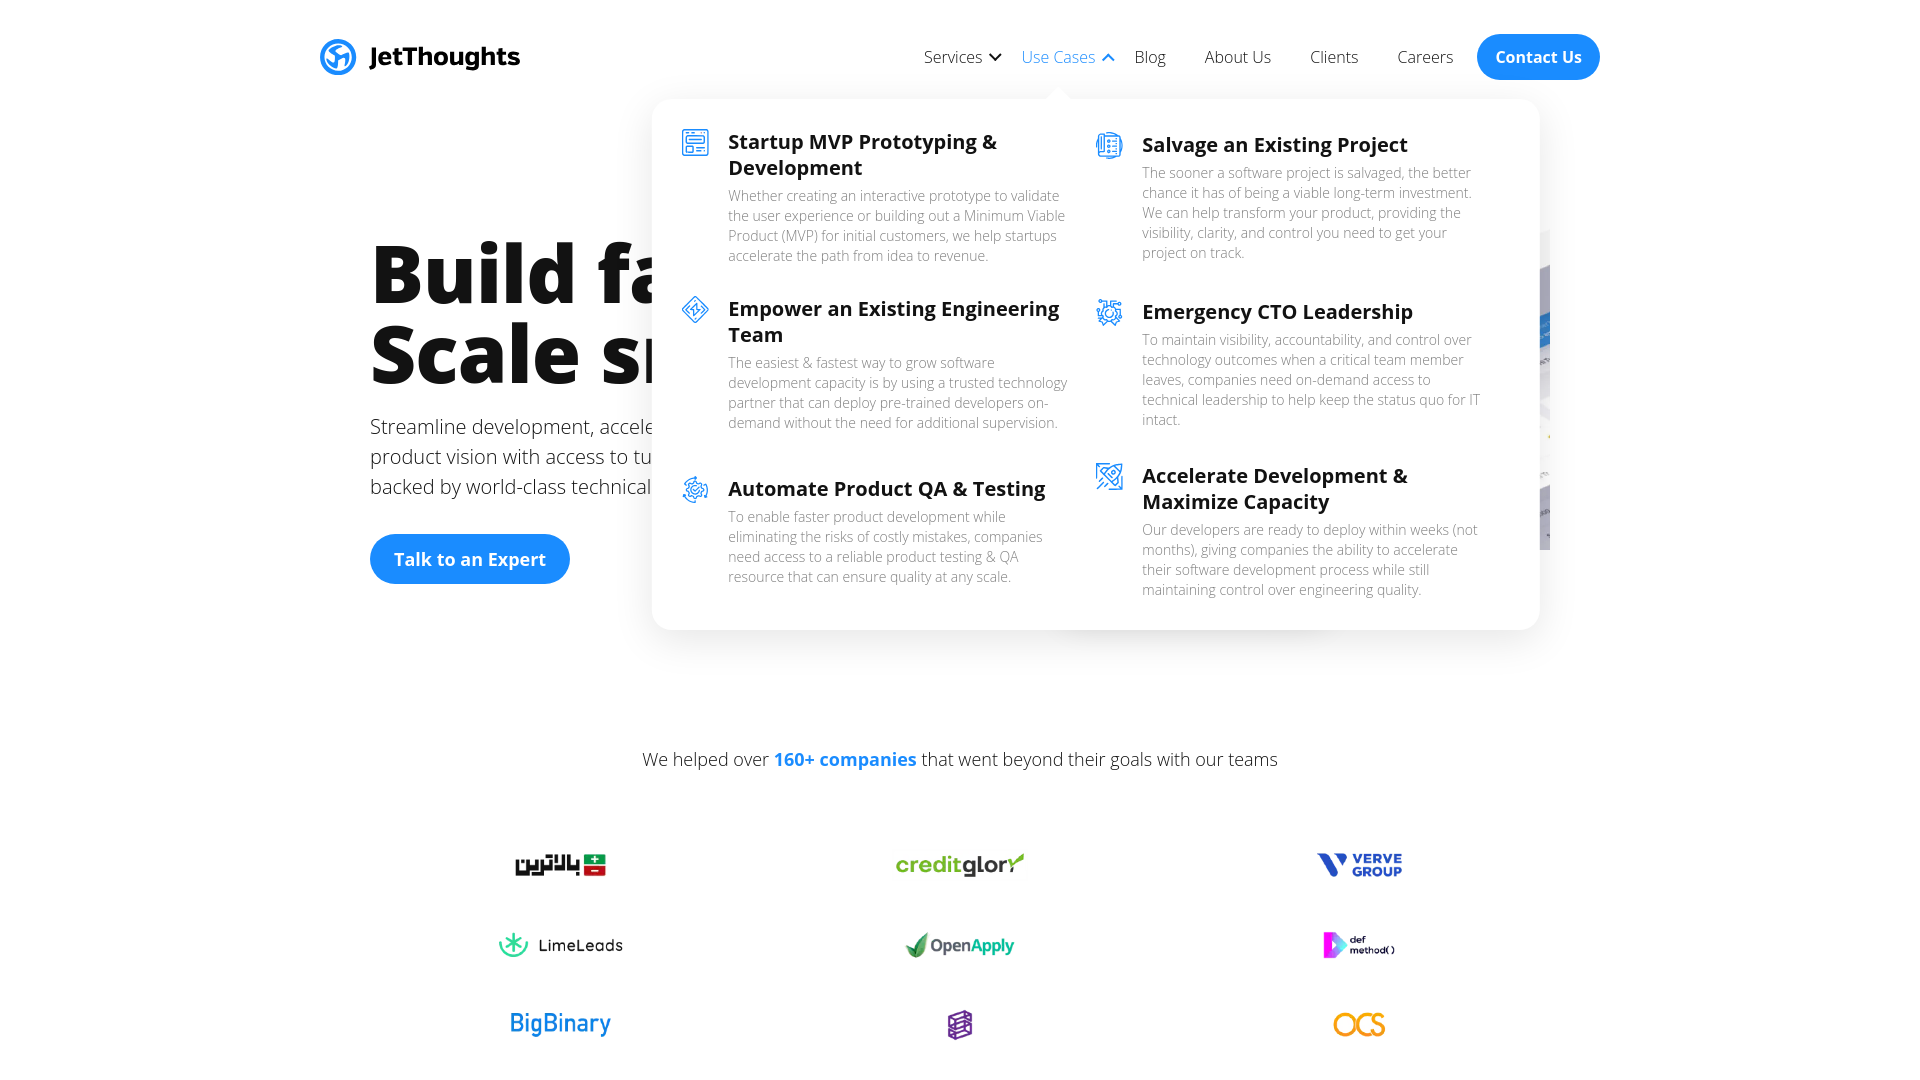 JetThoughts
Services
Use Cases
Blog
About Us
Clients
Careers
Contact Us
Build fa
Scale s
Streamline development, accele
product vision with access to tu
backed by world-class technical
Talk to an Expert
Startup MVP Prototyping &
Development
Whether creating an interactive prototype to validate
the user experience or building out a Minimum Viable
Product (MVP) for initial customers, we help startups
accelerate the path from idea to revenue.
Salvage an Existing Project
The sooner a software project is salvaged, the better
chance it has of being a viable long-term investment.
We can help transform your product, providing the
visibility, clarity, and control you need to get your
project on track.
Empower an Existing Engineering
Team
The easiest & fastest way to grow software
development capacity is by using a trusted technology
partner that can deploy pre-trained developers on-
demand without the need for additional supervision.
Emergency CTO Leadership
To maintain visibility, accountability, and control over
technology outcomes when a critical team member
leaves, companies need on-demand access to
technical leadership to help keep the status quo for IT
intact.
Automate Product QA & Testing
To enable faster product development while
eliminating the risks of costly mistakes, companies
need access to a reliable product testing & QA
resource that can ensure quality at any scale.
Accelerate Development &
Maximize Capacity
Our developers are ready to deploy within weeks (not
months), giving companies the ability to accelerate
their software development process while still
maintaining control over engineering quality.
We helped over 160+ companies that went beyond their goals with our teams
بالاترین
creditglory
VERVE
GROUP
LimeLeads
OpenApply
def
method()
BigBinary
OCS